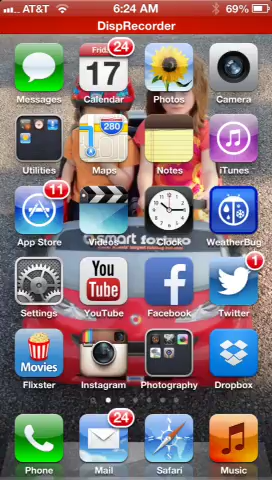 AT&T 6:24 AM 69%
DispRecorder
24
Friday
17
Messages Calendar Photos Camera
280
Utilities Maps Notes iTunes
11
App Store Videos Clock WeatherBug
1
You
Tube
Settings YouTube Facebook Twitter
Movies
Flixster Instagram Photography Dropbox
24
Phone Mail Safari Music